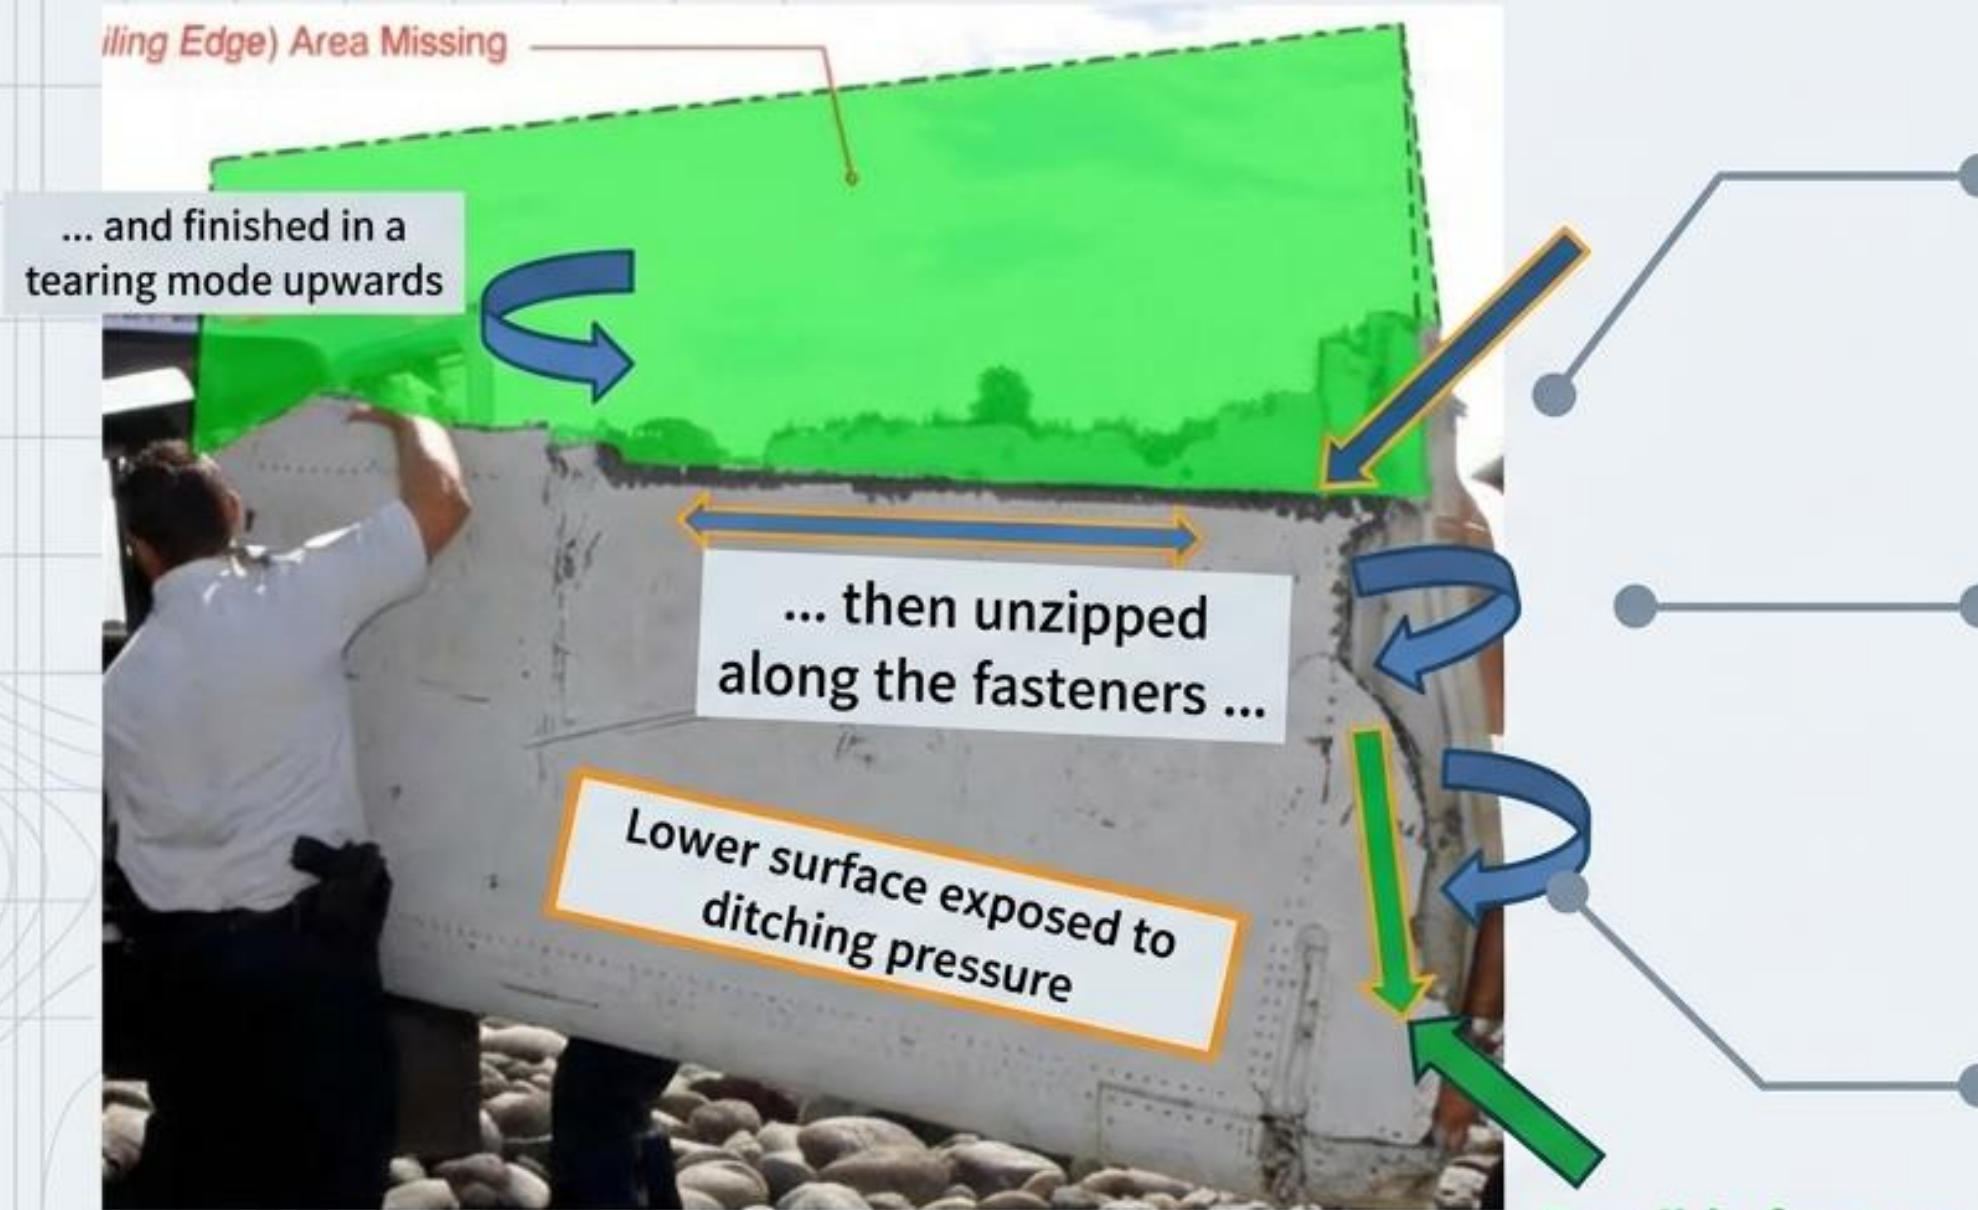 iling Edge) Area Missing
... and finished in a
tearing mode upwards
... then unzipped
along the fasteners ...
Lower surface exposed to
ditching pressure